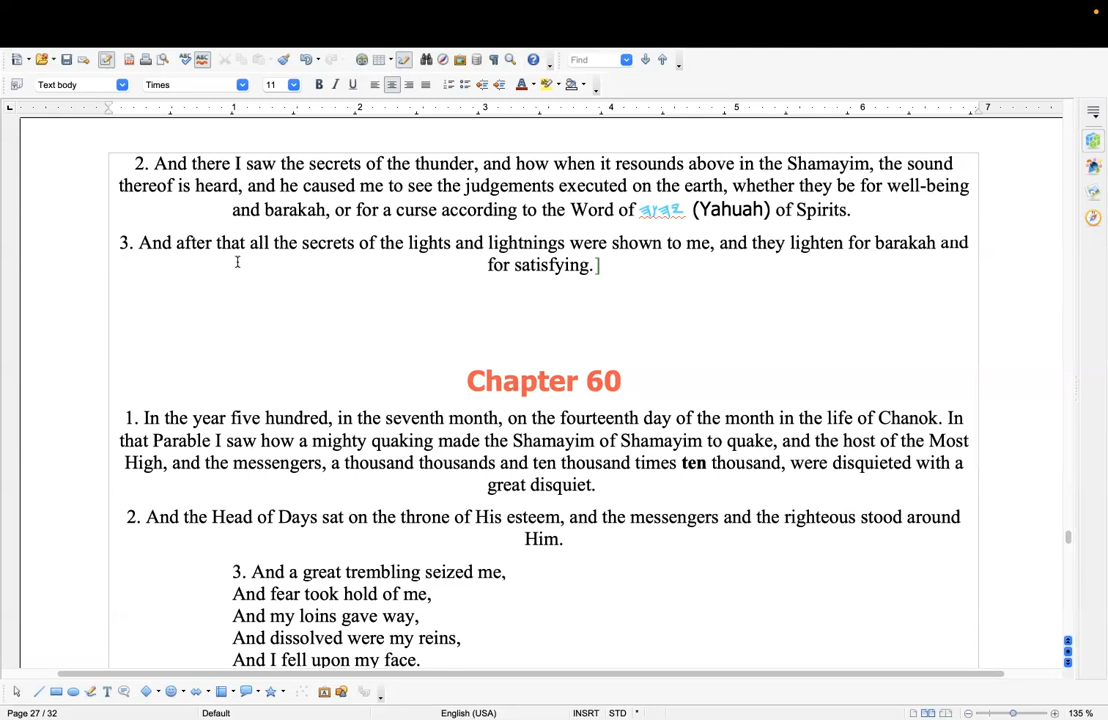 Find
Text body
Times
11
1 2 3 4 5 6 7
2. And there I saw the secrets of the thunder, and how when it resounds above in the Shamayim, the sound
thereof is heard, and he caused me to see the judgements executed on the earth, whether they be for well-being
and barakah, or for a curse according to the Word of 𐤉𐤄𐤅𐤄 (Yahuah) of Spirits.
3. And after that all the secrets of the lights and lightnings were shown to me, and they lighten for barakah and
for satisfying.]
Chapter 60
1. In the year five hundred, in the seventh month, on the fourteenth day of the month in the life of Chanok. In
that Parable I saw how a mighty quaking made the Shamayim of Shamayim to quake, and the host of the Most
High, and the messengers, a thousand thousands and ten thousand times ten thousand, were disquieted with a
great disquiet.
2. And the Head of Days sat on the throne of His esteem, and the messengers and the righteous stood around
Him.
3. And a great trembling seized me,
And fear took hold of me,
And my loins gave way,
And dissolved were my reins,
And I fell upon my face.
Page 27 / 32
Default
English (USA)
INSRT
STD
*
135 %